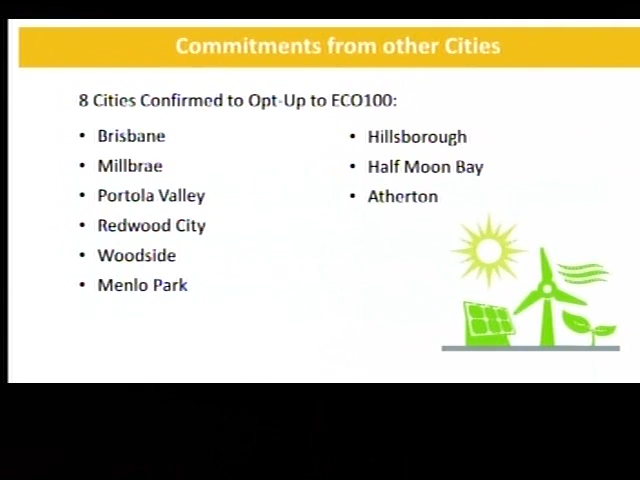 Commitments from other Cities
8 Cities Confirmed to Opt-Up to ECO100:
• Brisbane
• Millbrae
• Portola Valley
• Redwood City
• Woodside
• Menlo Park
• Hillsborough
• Half Moon Bay
• Atherton